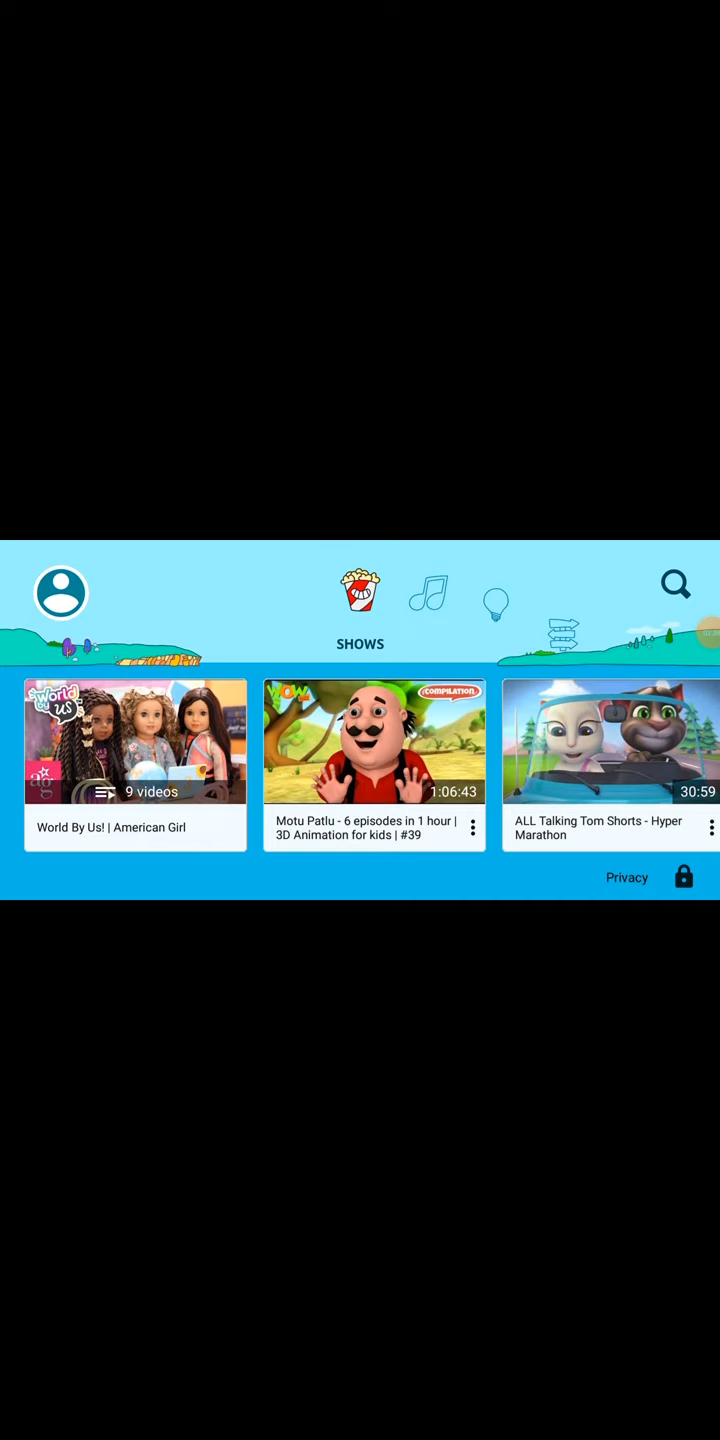 SHOWS
World
by
us
ag
9 videos
WOW
COMPILATION
1:06:43
30:59
World By Us! | American Girl
Motu Patlu - 6 episodes in 1 hour |
3D Animation for kids | #39
ALL Talking Tom Shorts - Hyper
Marathon
Privacy